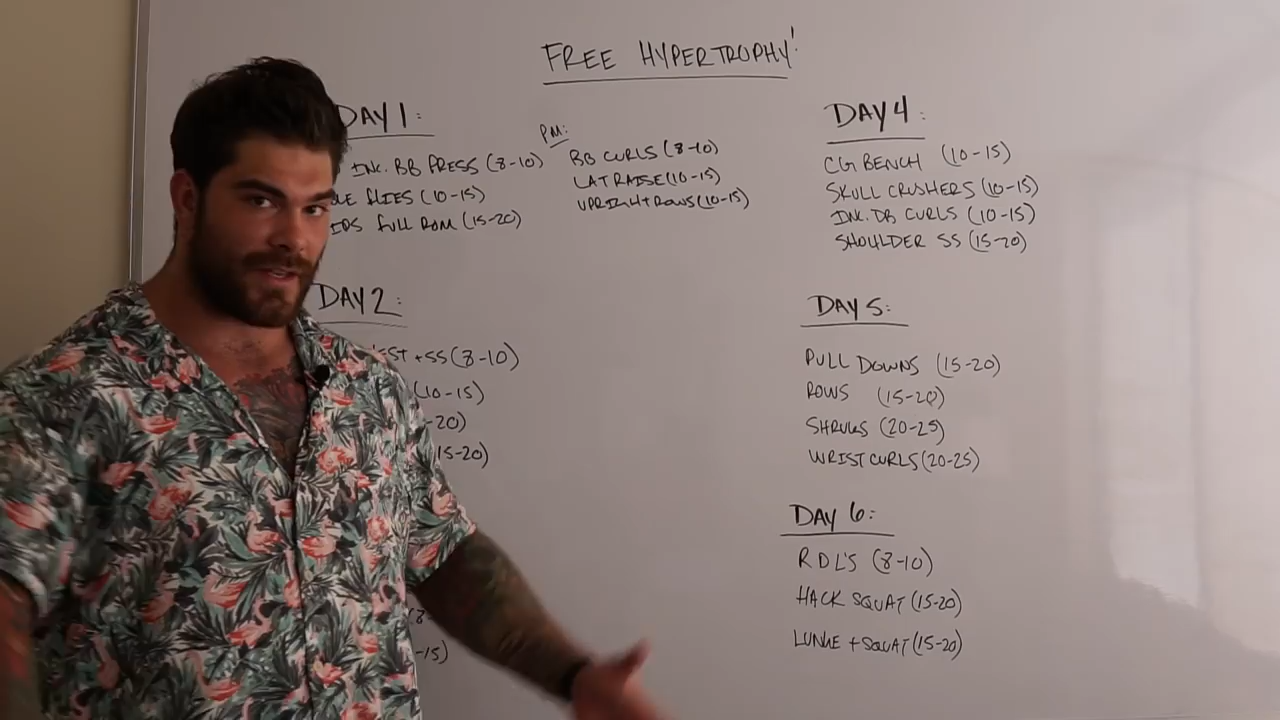 FREE HYPERTROPHY!
DAY 1:
INC. BB PRESS (8-10)
FLIES (10-15)
FULL ROM (15-20)
PM:
BB CURLS (8-10)
LAT RAISE (10-15)
UPRIGHT ROWS (10-15)
DAY 2:
+SS (8-10)
(10-15)
-20)
15-20)
-15)
DAY 4:
CG BENCH (10-15)
SKULL CRUSHERS (10-15)
INC. DB CURLS (10-15)
SHOULDER SS (15-20)
DAY 5:
PULL DOWNS (15-20)
ROWS (15-20)
SHRUGS (20-25)
WRIST CURLS (20-25)
DAY 6:
RDL'S (8-10)
HACK SQUAT (15-20)
LUNGE + SQUAT (15-20)